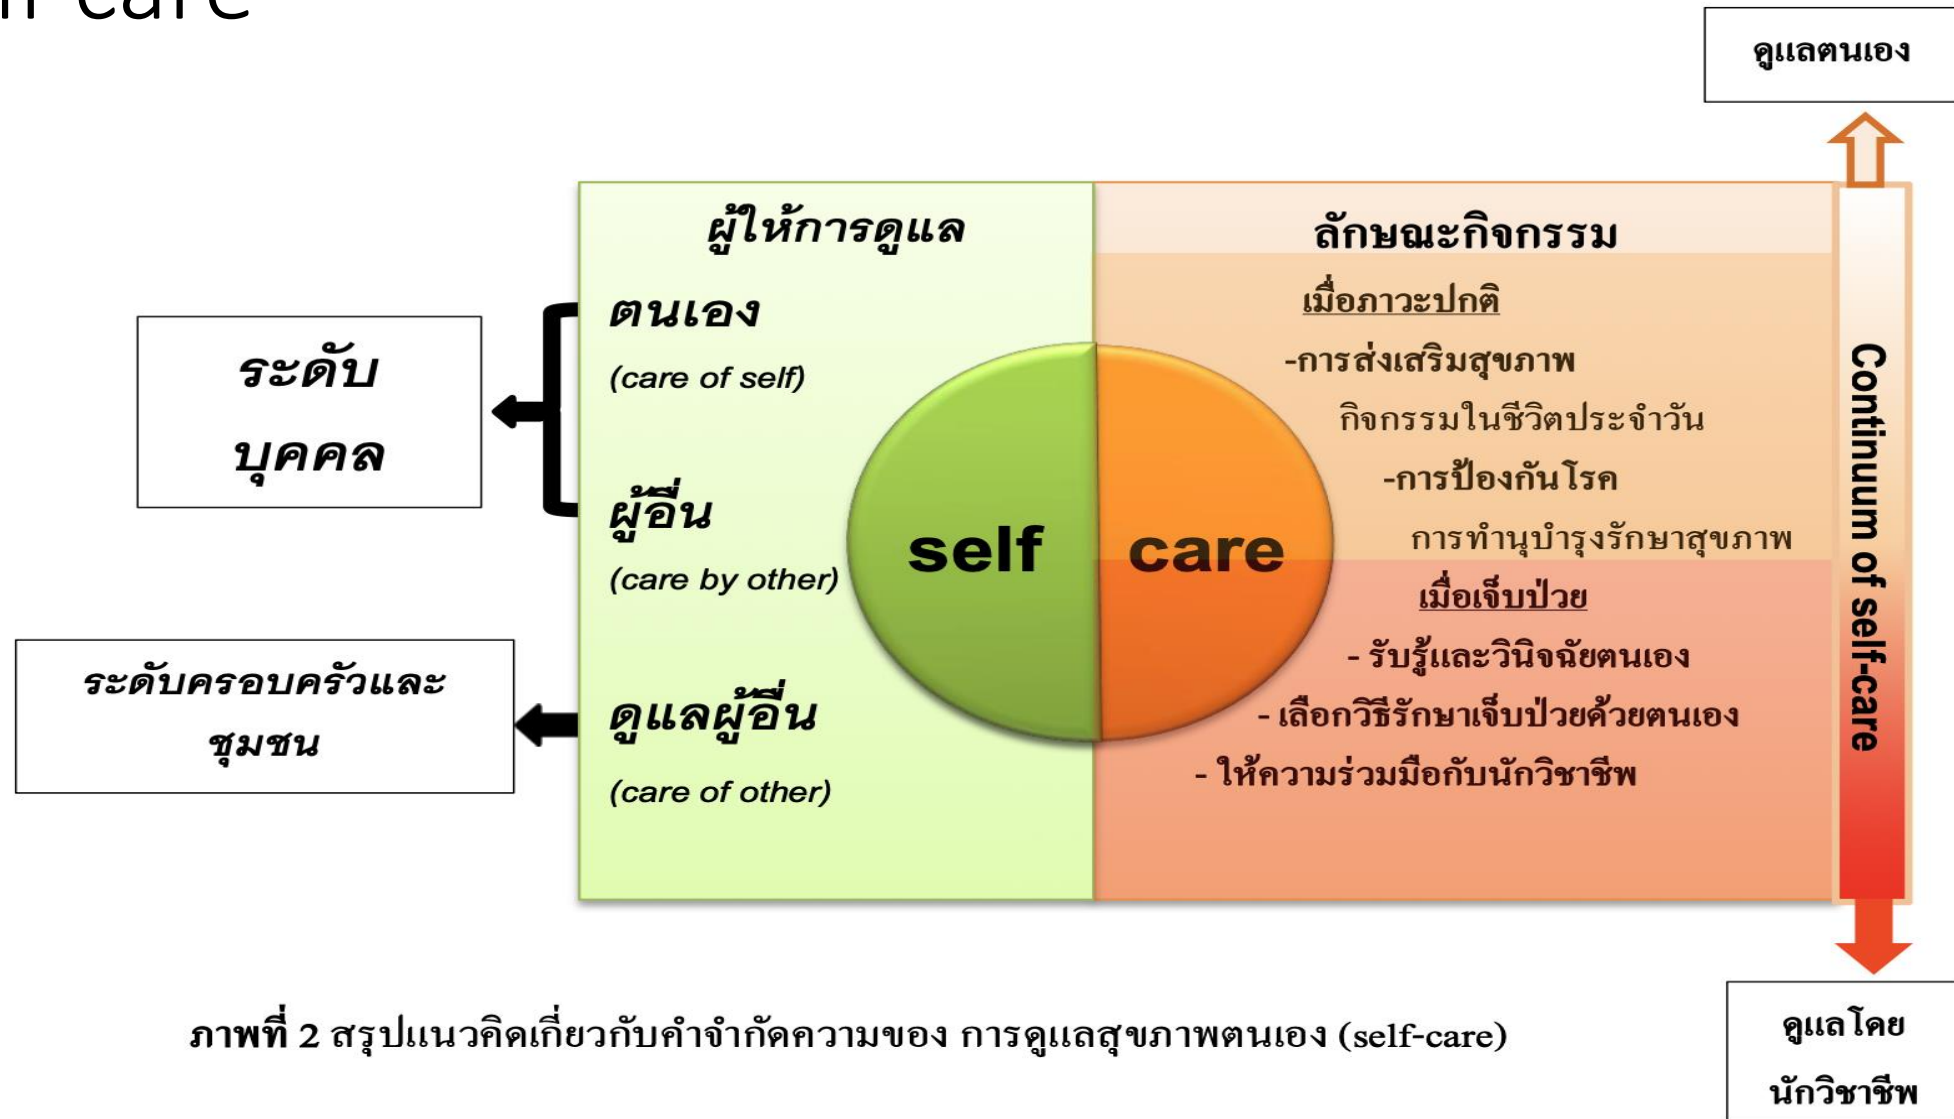 care
ดูแลตนเอง
ผู้ให้การดูแล
ลักษณะกิจกรรม
ตนเอง
(care of self)
ผู้อื่น
(care by other)
ดูแลผู้อื่น
(care of other)
ระดับ
บุคคล
ระดับครอบครัวและ
ชุมชน
self
care
เมื่อภาวะปกติ
-การส่งเสริมสุขภาพ
กิจกรรมในชีวิตประจำวัน
-การป้องกันโรค
การทำนุบำรุงรักษาสุขภาพ
เมื่อเจ็บป่วย
- รับรู้และวินิจฉัยตนเอง
- เลือกวิธีรักษาเจ็บป่วยด้วยตนเอง
- ให้ความร่วมมือกับนักวิชาชีพ
Continuum of self-care
ดูแลโดย
นักวิชาชีพ
ภาพที่ 2 สรุปแนวคิดเกี่ยวกับคำจำกัดความของ การดูแลสุขภาพตนเอง (self-care)